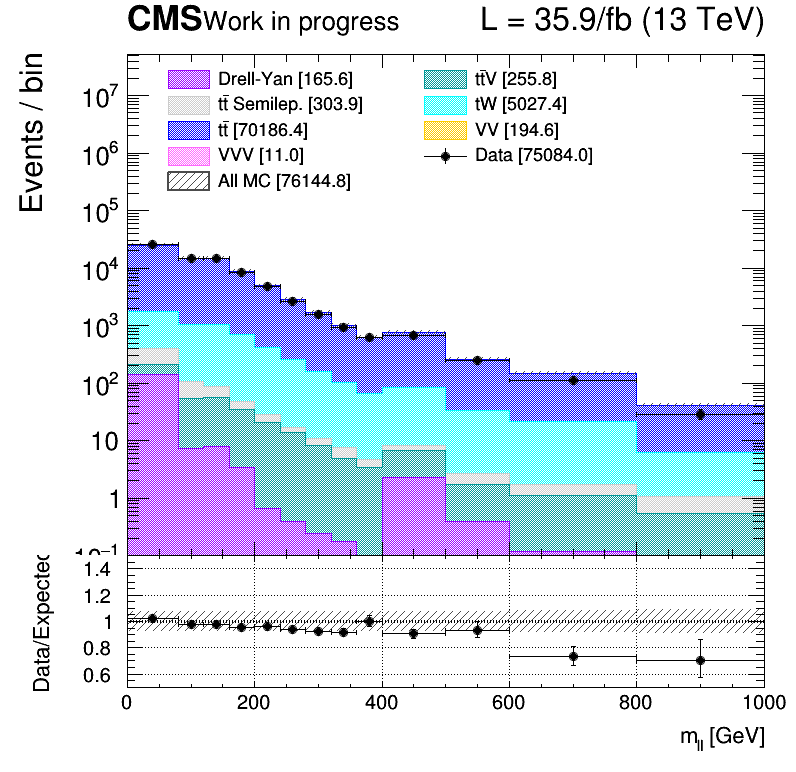 CMS Work in progress L = 35.9/fb (13 TeV)
Events / bin
Drell-Yan [165.6]
tt̄ Semilep. [303.9]
tt̄ [70186.4]
VVV [11.0]
All MC [76144.8]
tt̄V [255.8]
tW [5027.4]
VV [194.6]
Data [75084.0]
10⁷
10⁶
10⁵
10⁴
10³
10²
10
1
10⁻¹
Data/Expected
1.4
1.2
1
0.8
0.6
0 200 400 600 800 1000
m_ll [GeV]